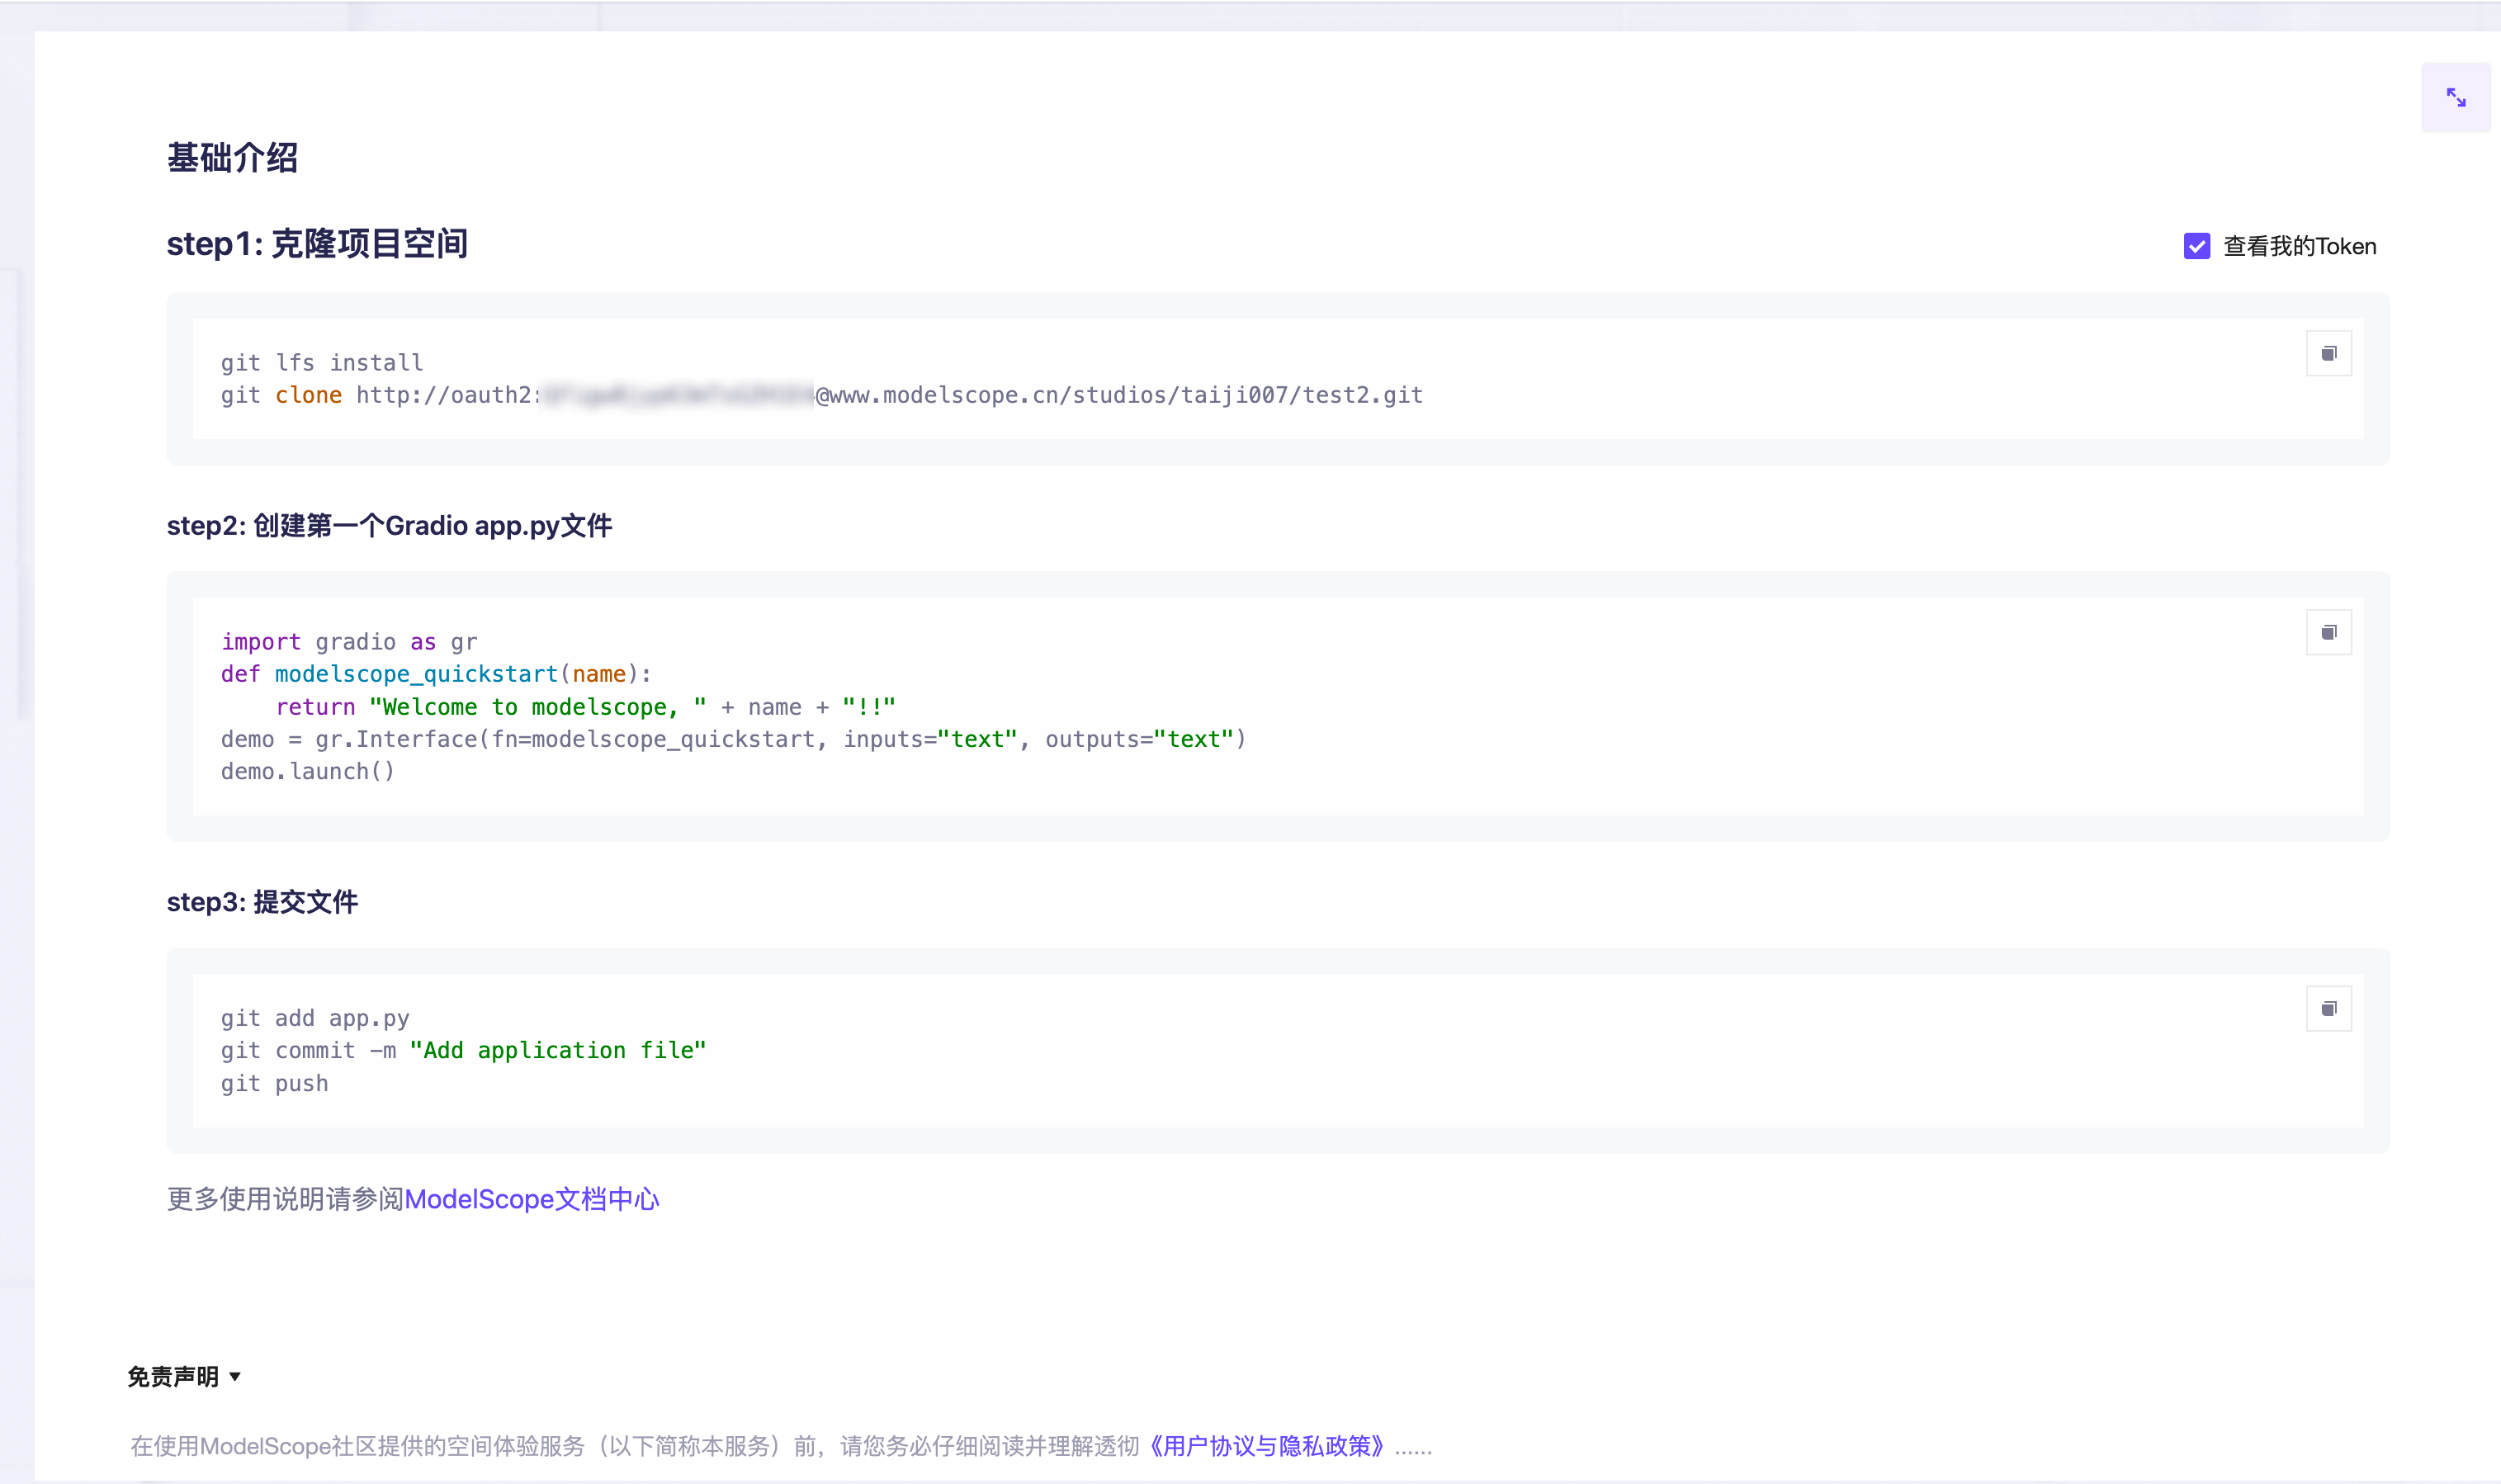 基础介绍
step1: 克隆项目空间
查看我的Token
git lfs install
git clone http://oauth2:@www.modelscope.cn/studios/taiji007/test2.git
step2: 创建第一个Gradio app.py文件
import gradio as gr
def modelscope_quickstart(name):
    return "Welcome to modelscope, " + name + "!!"
demo = gr.Interface(fn=modelscope_quickstart, inputs="text", outputs="text")
demo.launch()
step3: 提交文件
git add app.py
git commit -m "Add application file"
git push
更多使用说明请参阅ModelScope文档中心
免责声明
在使用ModelScope社区提供的空间体验服务（以下简称本服务）前，请您务必仔细阅读并理解透彻《用户协议与隐私政策》......